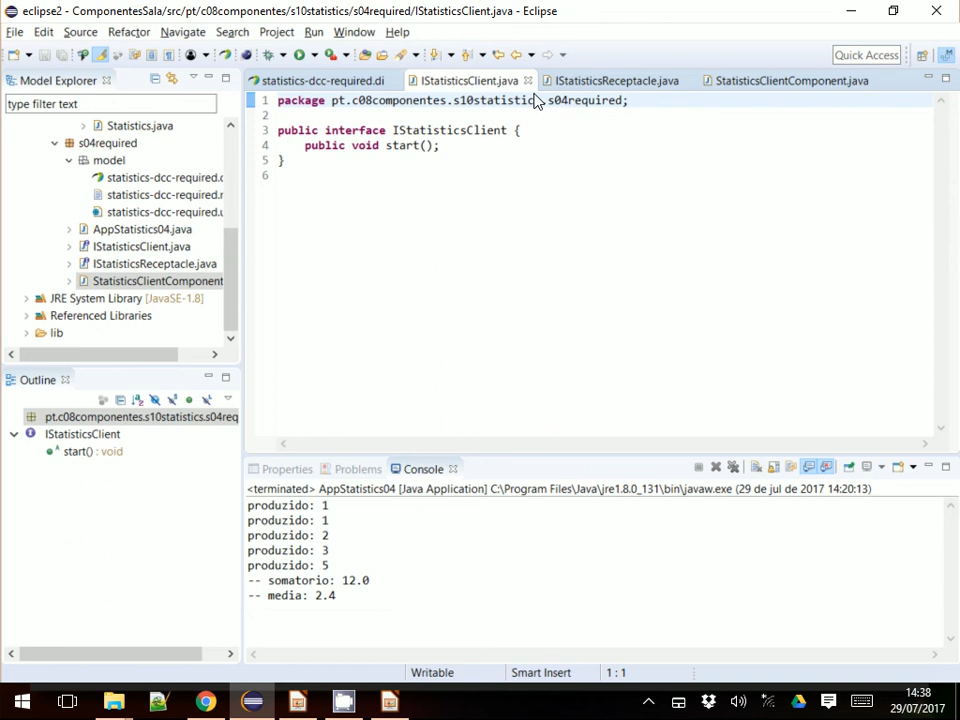 eclipse2 - ComponentesSala/src/pt/c08componentes/s10statistics/s04required/IStatisticsClient.java - Eclipse
File Edit Source Refactor Navigate Search Project Run Window Help
Quick Access
Model Explorer
type filter text
Statistics.java
s04required
model
statistics-dcc-required.
statistics-dcc-required.
statistics-dcc-required.
AppStatistics04.java
IStatisticsClient.java
IStatisticsReceptacle.java
StatisticsClientComponent
JRE System Library [JavaSE-1.8]
Referenced Libraries
lib
Outline
pt.c08componentes.s10statistics.s04req
IStatisticsClient
start() : void
statistics-dcc-required.di IStatisticsClient.java IStatisticsReceptacle.java StatisticsClientComponent.java
1 package pt.c08componentes.s10statistic .s04required;
2
3 public interface IStatisticsClient {
4 public void start();
5 }
6
Properties Problems Console
<terminated> AppStatistics04 [Java Application] C:\Program Files\Java\jre1.8.0_131\bin\javaw.exe (29 de jul de 2017 14:20:13)
produzido: 1
produzido: 1
produzido: 2
produzido: 3
produzido: 5
-- somatorio: 12.0
-- media: 2.4
Writable Smart Insert 1 : 1
14:38
29/07/2017